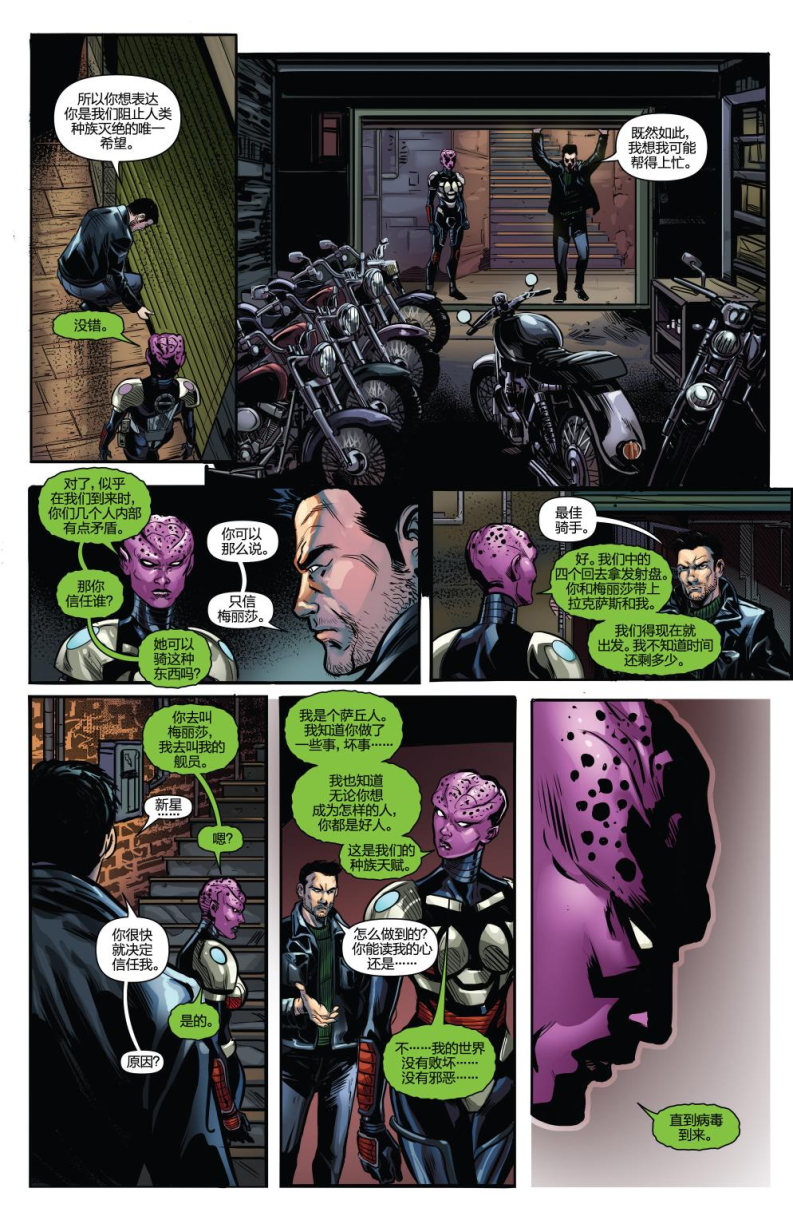 所以你想表达
你是我们阻止人类
种族灭绝的唯一
希望。
没错。
既然如此，
我想我可能
帮得上忙。
对了，似乎
在我们到来时，
你们几个人内部
有点矛盾。
那你
信任谁？
你可以
那么说。
只信
梅丽莎。
她可以
骑这种
东西吗？
最佳
骑手。
好。我们中的
四个回去拿发射盘。
你和梅丽莎带上
拉克萨斯和我。
我们得现在就
出发。我不知道时间
还剩多少。
你去叫
梅丽莎，
我去叫我的
舰员。
新星
……
嗯？
你很快
就决定
信任我。
是的。
原因？
我是个萨丘人。
我知道你做了
一些事，坏事……
我也知道
无论你想
成为怎样的人，
你都是好人。
这是我们的
种族天赋。
怎么做到的？
你能读我的心
还是……
不……我的世界
没有败坏……
没有邪恶……
直到病毒
到来。